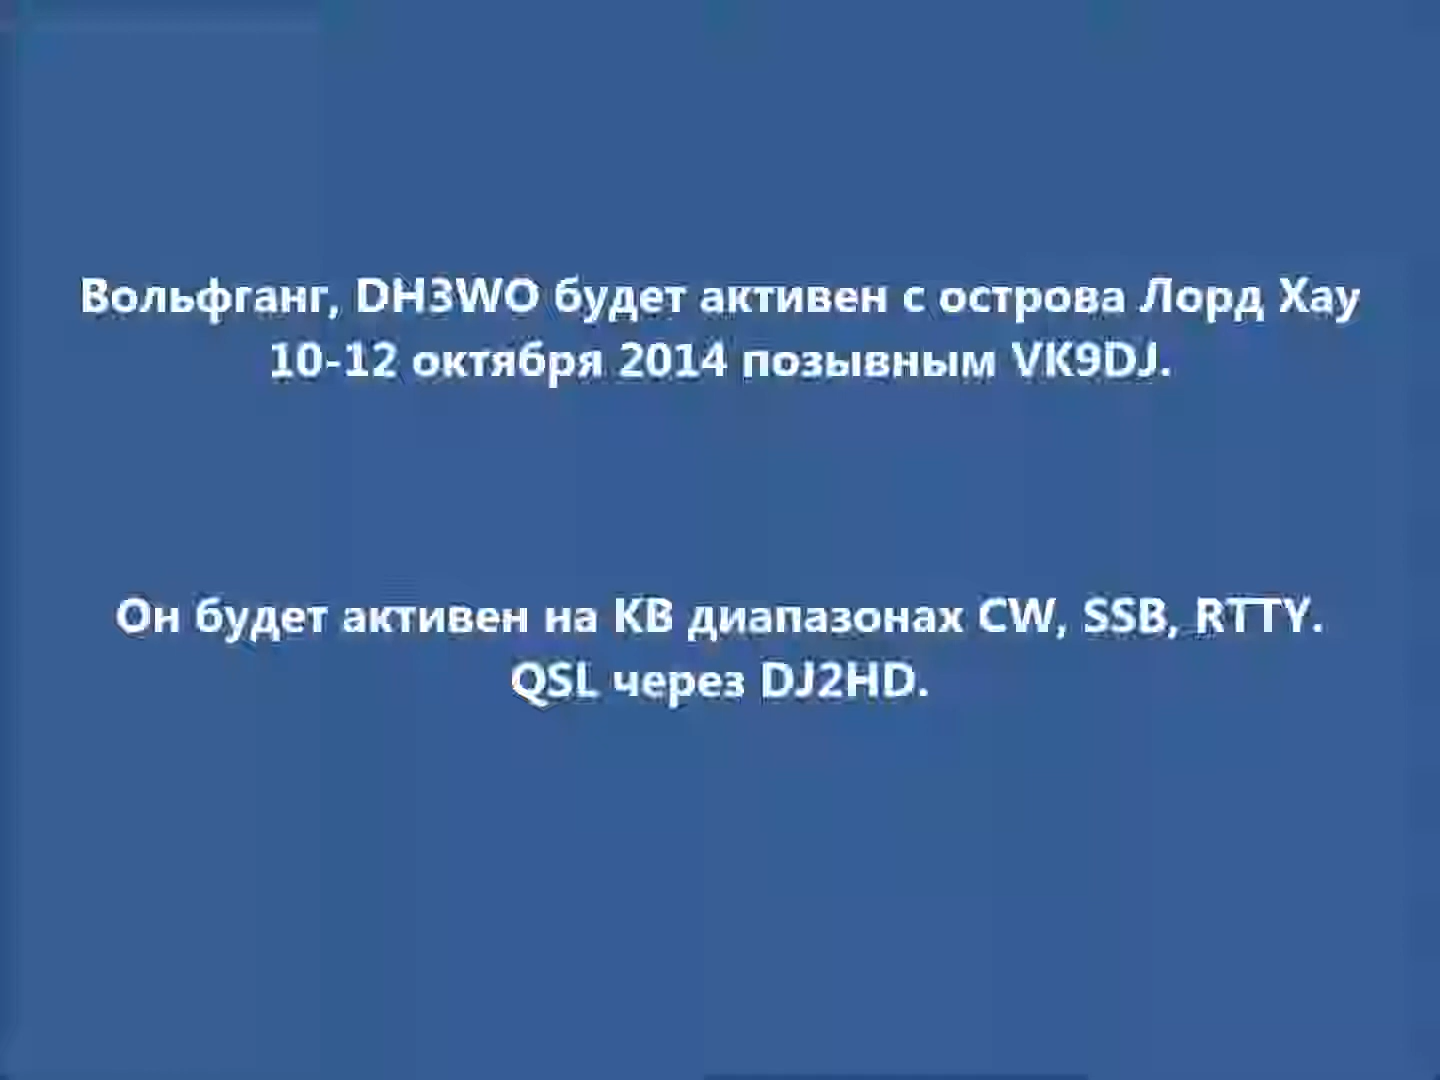 Вольфганг, DH3WO будет активен с острова Лорд Хау
10-12 октября 2014 позывным VK9DJ.
Он будет активен на КВ диапазонах CW, SSB, RTTY.
QSL через DJ2HD.